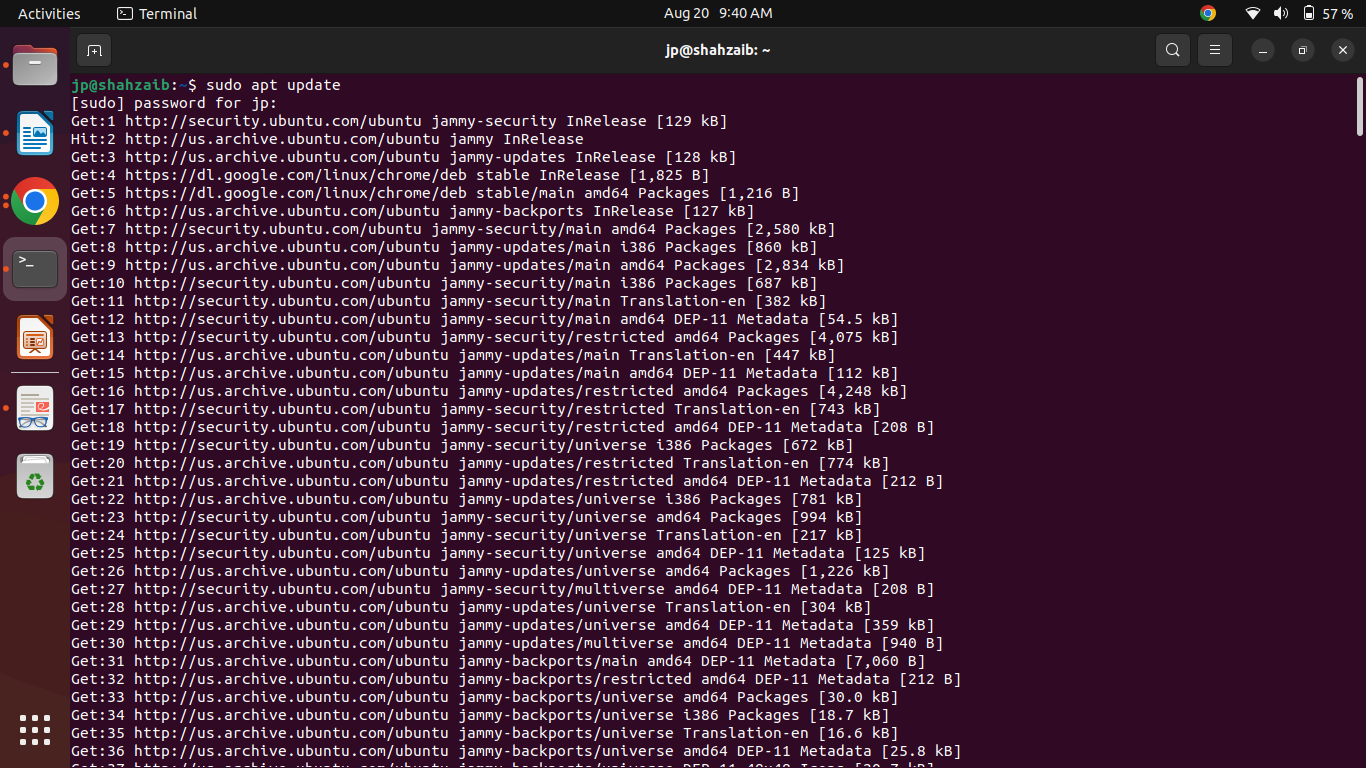 Activities Terminal Aug 20 9:40 AM 57 %
jp@shahzaib: ~
jp@shahzaib:~$ sudo apt update
[sudo] password for jp:
Get:1 http://security.ubuntu.com/ubuntu jammy-security InRelease [129 kB]
Hit:2 http://us.archive.ubuntu.com/ubuntu jammy InRelease
Get:3 http://us.archive.ubuntu.com/ubuntu jammy-updates InRelease [128 kB]
Get:4 https://dl.google.com/linux/chrome/deb stable InRelease [1,825 B]
Get:5 https://dl.google.com/linux/chrome/deb stable/main amd64 Packages [1,216 B]
Get:6 http://us.archive.ubuntu.com/ubuntu jammy-backports InRelease [127 kB]
Get:7 http://security.ubuntu.com/ubuntu jammy-security/main amd64 Packages [2,580 kB]
Get:8 http://us.archive.ubuntu.com/ubuntu jammy-updates/main i386 Packages [860 kB]
Get:9 http://us.archive.ubuntu.com/ubuntu jammy-updates/main amd64 Packages [2,834 kB]
Get:10 http://security.ubuntu.com/ubuntu jammy-security/main i386 Packages [687 kB]
Get:11 http://security.ubuntu.com/ubuntu jammy-security/main Translation-en [382 kB]
Get:12 http://security.ubuntu.com/ubuntu jammy-security/main amd64 DEP-11 Metadata [54.5 kB]
Get:13 http://security.ubuntu.com/ubuntu jammy-security/restricted amd64 Packages [4,075 kB]
Get:14 http://us.archive.ubuntu.com/ubuntu jammy-updates/main Translation-en [447 kB]
Get:15 http://us.archive.ubuntu.com/ubuntu jammy-updates/main amd64 DEP-11 Metadata [112 kB]
Get:16 http://us.archive.ubuntu.com/ubuntu jammy-updates/restricted amd64 Packages [4,248 kB]
Get:17 http://security.ubuntu.com/ubuntu jammy-security/restricted Translation-en [743 kB]
Get:18 http://security.ubuntu.com/ubuntu jammy-security/restricted amd64 DEP-11 Metadata [208 B]
Get:19 http://security.ubuntu.com/ubuntu jammy-security/universe i386 Packages [672 kB]
Get:20 http://us.archive.ubuntu.com/ubuntu jammy-updates/restricted Translation-en [774 kB]
Get:21 http://us.archive.ubuntu.com/ubuntu jammy-updates/restricted amd64 DEP-11 Metadata [212 B]
Get:22 http://us.archive.ubuntu.com/ubuntu jammy-updates/universe i386 Packages [781 kB]
Get:23 http://security.ubuntu.com/ubuntu jammy-security/universe amd64 Packages [994 kB]
Get:24 http://security.ubuntu.com/ubuntu jammy-security/universe Translation-en [217 kB]
Get:25 http://security.ubuntu.com/ubuntu jammy-security/universe amd64 DEP-11 Metadata [125 kB]
Get:26 http://us.archive.ubuntu.com/ubuntu jammy-updates/universe amd64 Packages [1,226 kB]
Get:27 http://security.ubuntu.com/ubuntu jammy-security/multiverse amd64 DEP-11 Metadata [208 B]
Get:28 http://us.archive.ubuntu.com/ubuntu jammy-updates/universe Translation-en [304 kB]
Get:29 http://us.archive.ubuntu.com/ubuntu jammy-updates/universe amd64 DEP-11 Metadata [359 kB]
Get:30 http://us.archive.ubuntu.com/ubuntu jammy-updates/multiverse amd64 DEP-11 Metadata [940 B]
Get:31 http://us.archive.ubuntu.com/ubuntu jammy-backports/main amd64 DEP-11 Metadata [7,060 B]
Get:32 http://us.archive.ubuntu.com/ubuntu jammy-backports/restricted amd64 DEP-11 Metadata [212 B]
Get:33 http://us.archive.ubuntu.com/ubuntu jammy-backports/universe amd64 Packages [30.0 kB]
Get:34 http://us.archive.ubuntu.com/ubuntu jammy-backports/universe i386 Packages [18.7 kB]
Get:35 http://us.archive.ubuntu.com/ubuntu jammy-backports/universe Translation-en [16.6 kB]
Get:36 http://us.archive.ubuntu.com/ubuntu jammy-backports/universe amd64 DEP-11 Metadata [25.8 kB]